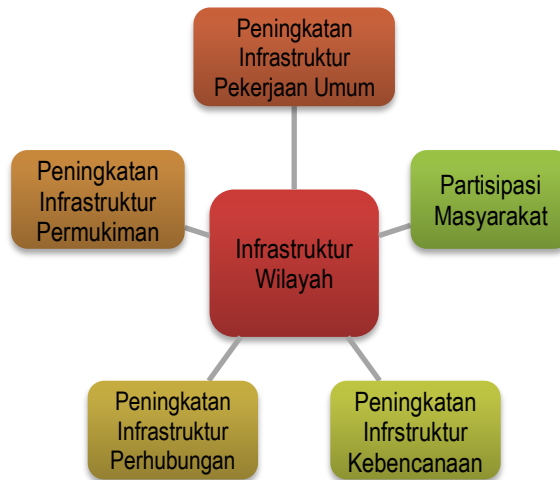 Peningkatan
Infrastruktur
Pekerjaan Umum
Peningkatan
Infrastruktur
Permukiman
Partisipasi
Masyarakat
Infrastruktur
Wilayah
Peningkatan
Infrastruktur
Perhubungan
Peningkatan
Infrstruktur
Kebencanaan